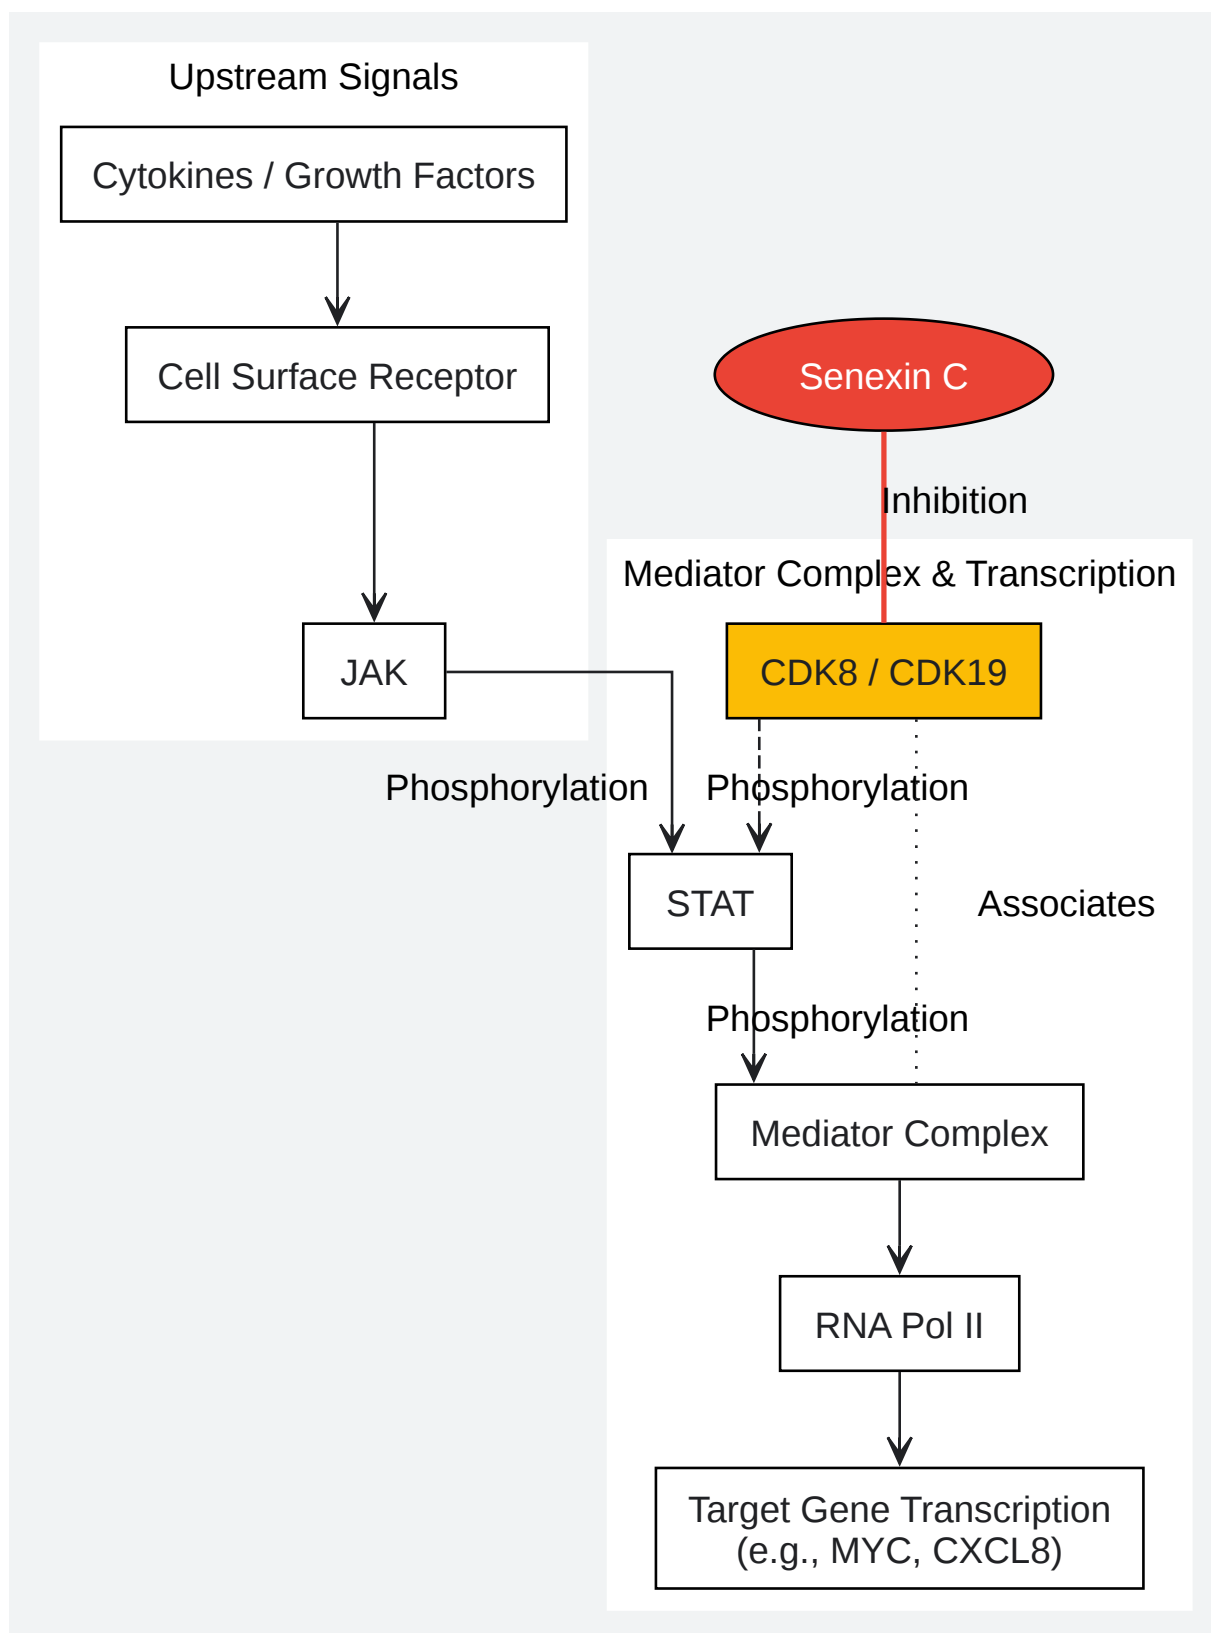 Upstream Signals
Cytokines / Growth Factors
Cell Surface Receptor
Senexin C
Inhibition
Mediator Complex & Transcription
JAK
CDK8 / CDK19
Phosphorylation
Phosphorylation
STAT
Associates
Phosphorylation
Mediator Complex
RNA Pol II
Target Gene Transcription
(e.g., MYC, CXCL8)